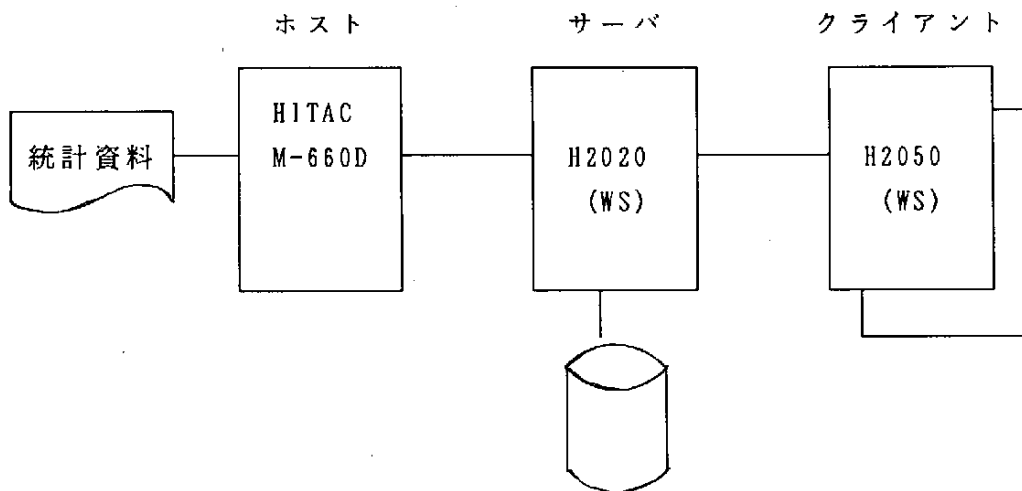 ホスト
サーバ
クライアント
統計資料
HITAC
M-660D
H2020
(WS)
H2050
(WS)